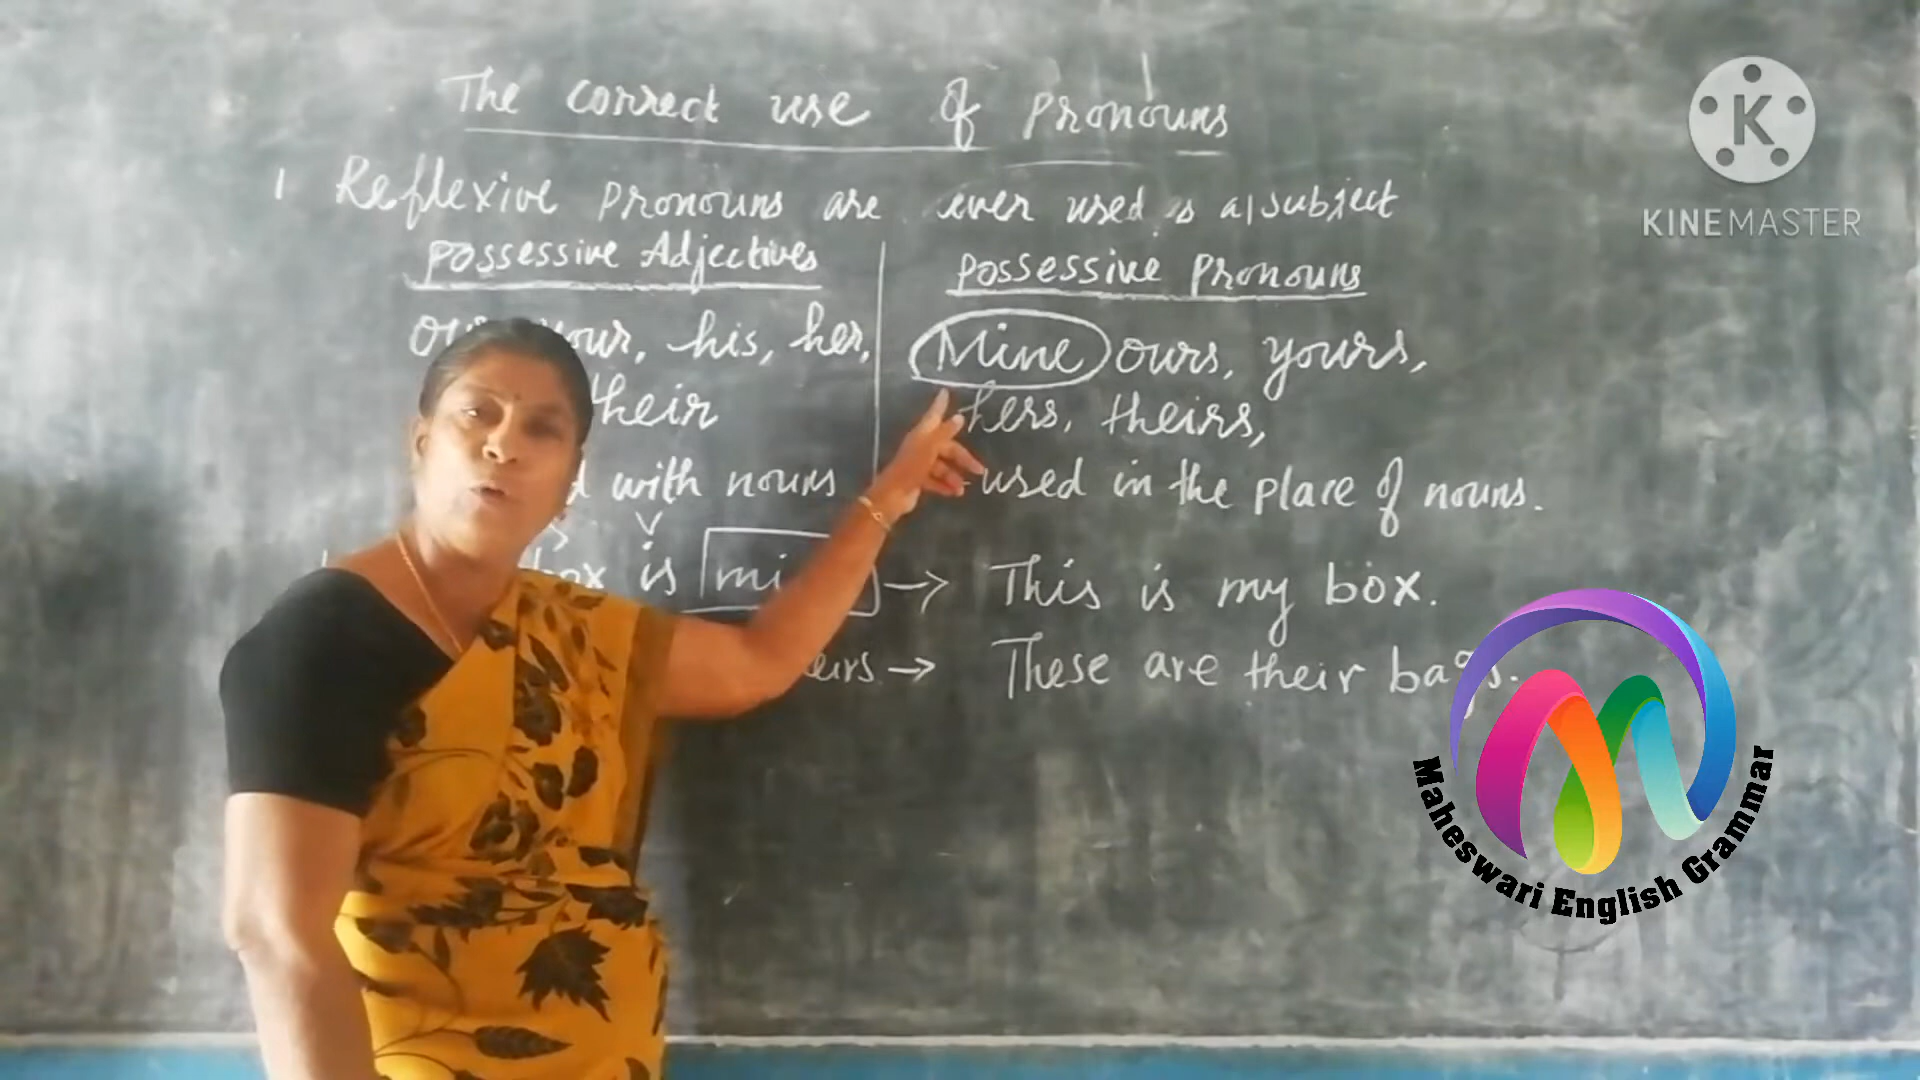 The correct use of pronouns
1 Reflexive pronouns are ever used as a subject
Possessive Adjectives
our, your, his, her,
their
with nouns
box is
Possessive Pronouns
Mine ours, yours,
hers, theirs,
used in the place of nouns.
→ This is my box.
→ These are their bags.
K
KINEMASTER
Maheswari English Grammar